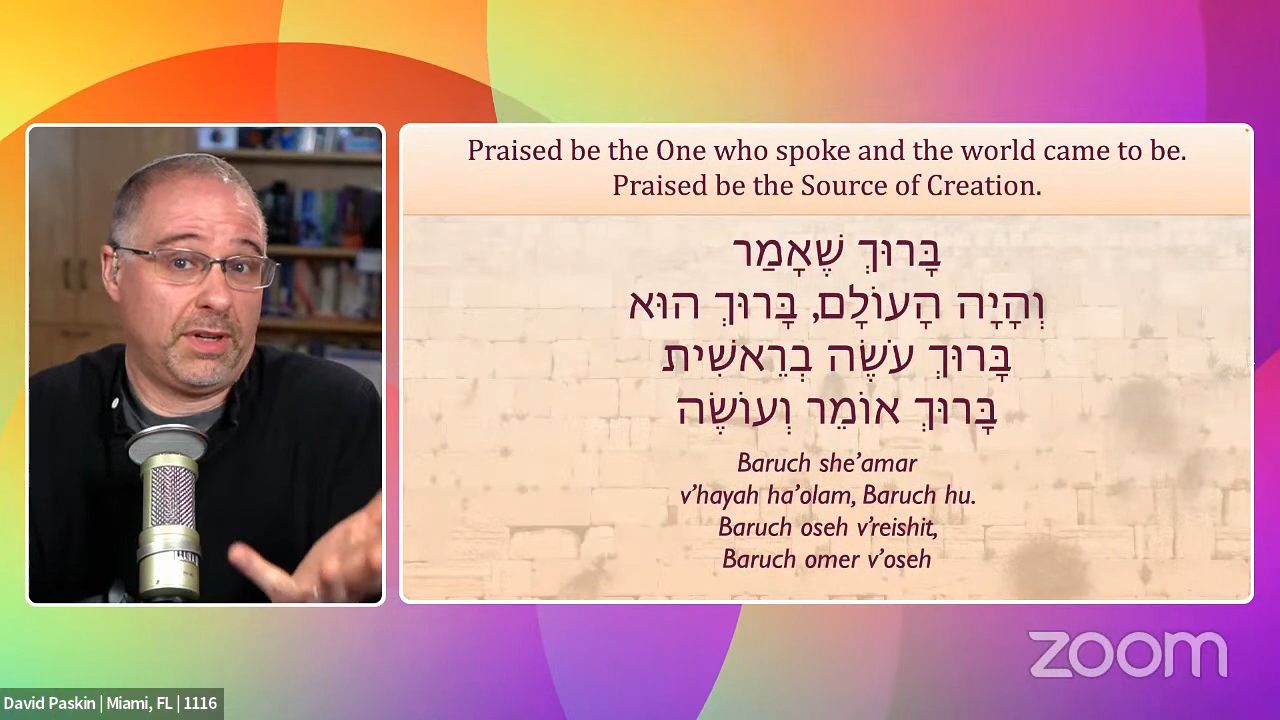 Praised be the One who spoke and the world came to be.
Praised be the Source of Creation.
בָּרוּךְ שֶׁאָמַר
וְהָיָה הָעוֹלָם, בָּרוּךְ הוּא
בָּרוּךְ עֹשֶׂה בְרֵאשִׁית
בָּרוּךְ אוֹמֵר וְעוֹשֶׂה
Baruch she’amar
v’hayah ha’olam, Baruch hu.
Baruch oseh v’reishit,
Baruch omer v’oseh
zoom
David Paskin | Miami, FL | 1116